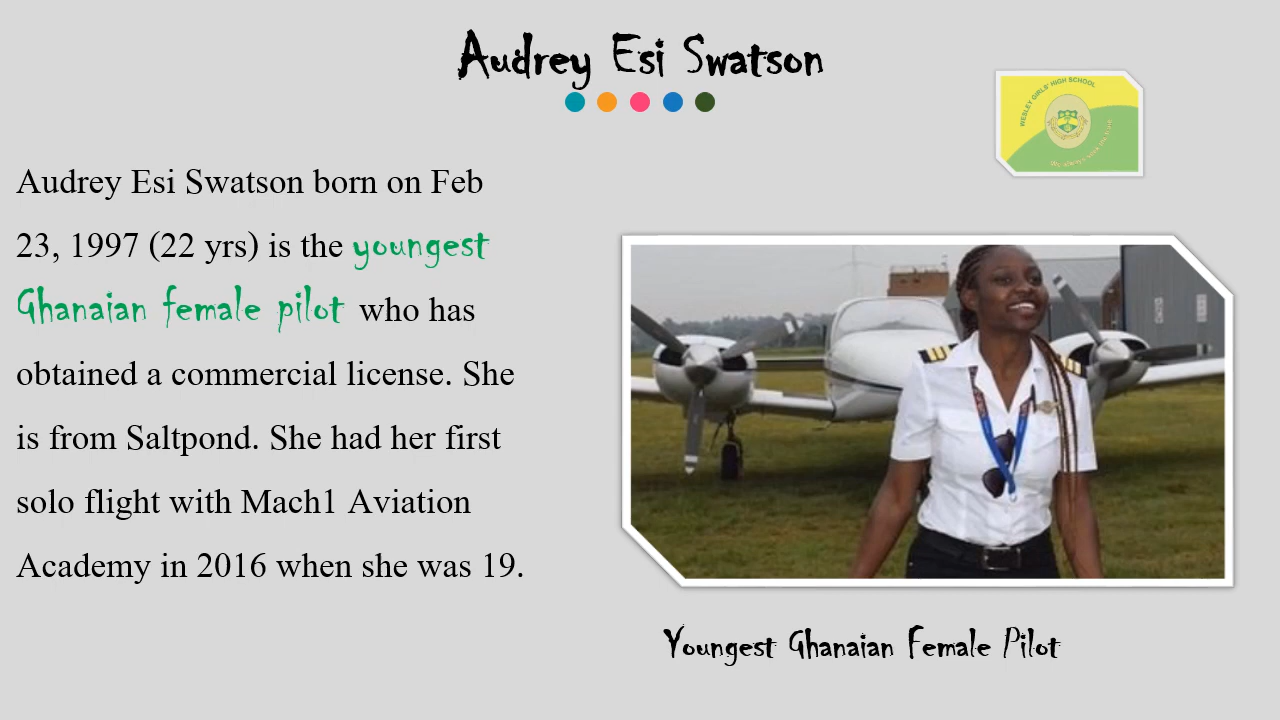 Audrey Esi Swatson
WESLEY GIRLS' HIGH SCHOOL
Audrey Esi Swatson born on Feb
23, 1997 (22 yrs) is the youngest
Ghanaian female pilot who has
obtained a commercial license. She
is from Saltpond. She had her first
solo flight with Mach1 Aviation
Academy in 2016 when she was 19.
Youngest Ghanaian Female Pilot